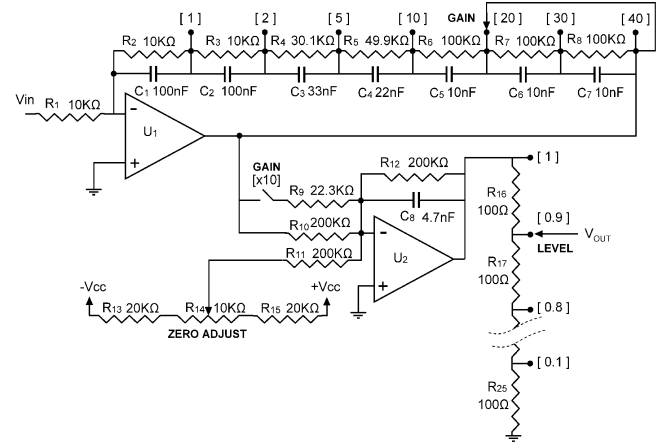 [ 1 ] [ 2 ] [ 5 ] [ 10 ] GAIN [ 20 ] [ 30 ] [ 40 ]
R2 10KΩ R3 10KΩ R4 30.1KΩ R5 49.9KΩ R6 100KΩ R7 100KΩ R8 100KΩ
C1 100nF C2 100nF C3 33nF C4 22nF C5 10nF C6 10nF C7 10nF
Vin R1 10KΩ
-
U1
+
GAIN
[x10]
R9 22.3KΩ
R10 200KΩ
R11 200KΩ
R12 200KΩ
C8 4.7nF
-
U2
+
-Vcc +Vcc
R13 20KΩ R14 10KΩ R15 20KΩ
ZERO ADJUST
[ 1 ]
R16
100Ω
[ 0.9 ]
VOUT
LEVEL
R17
100Ω
[ 0.8 ]
[ 0.1 ]
R25
100Ω